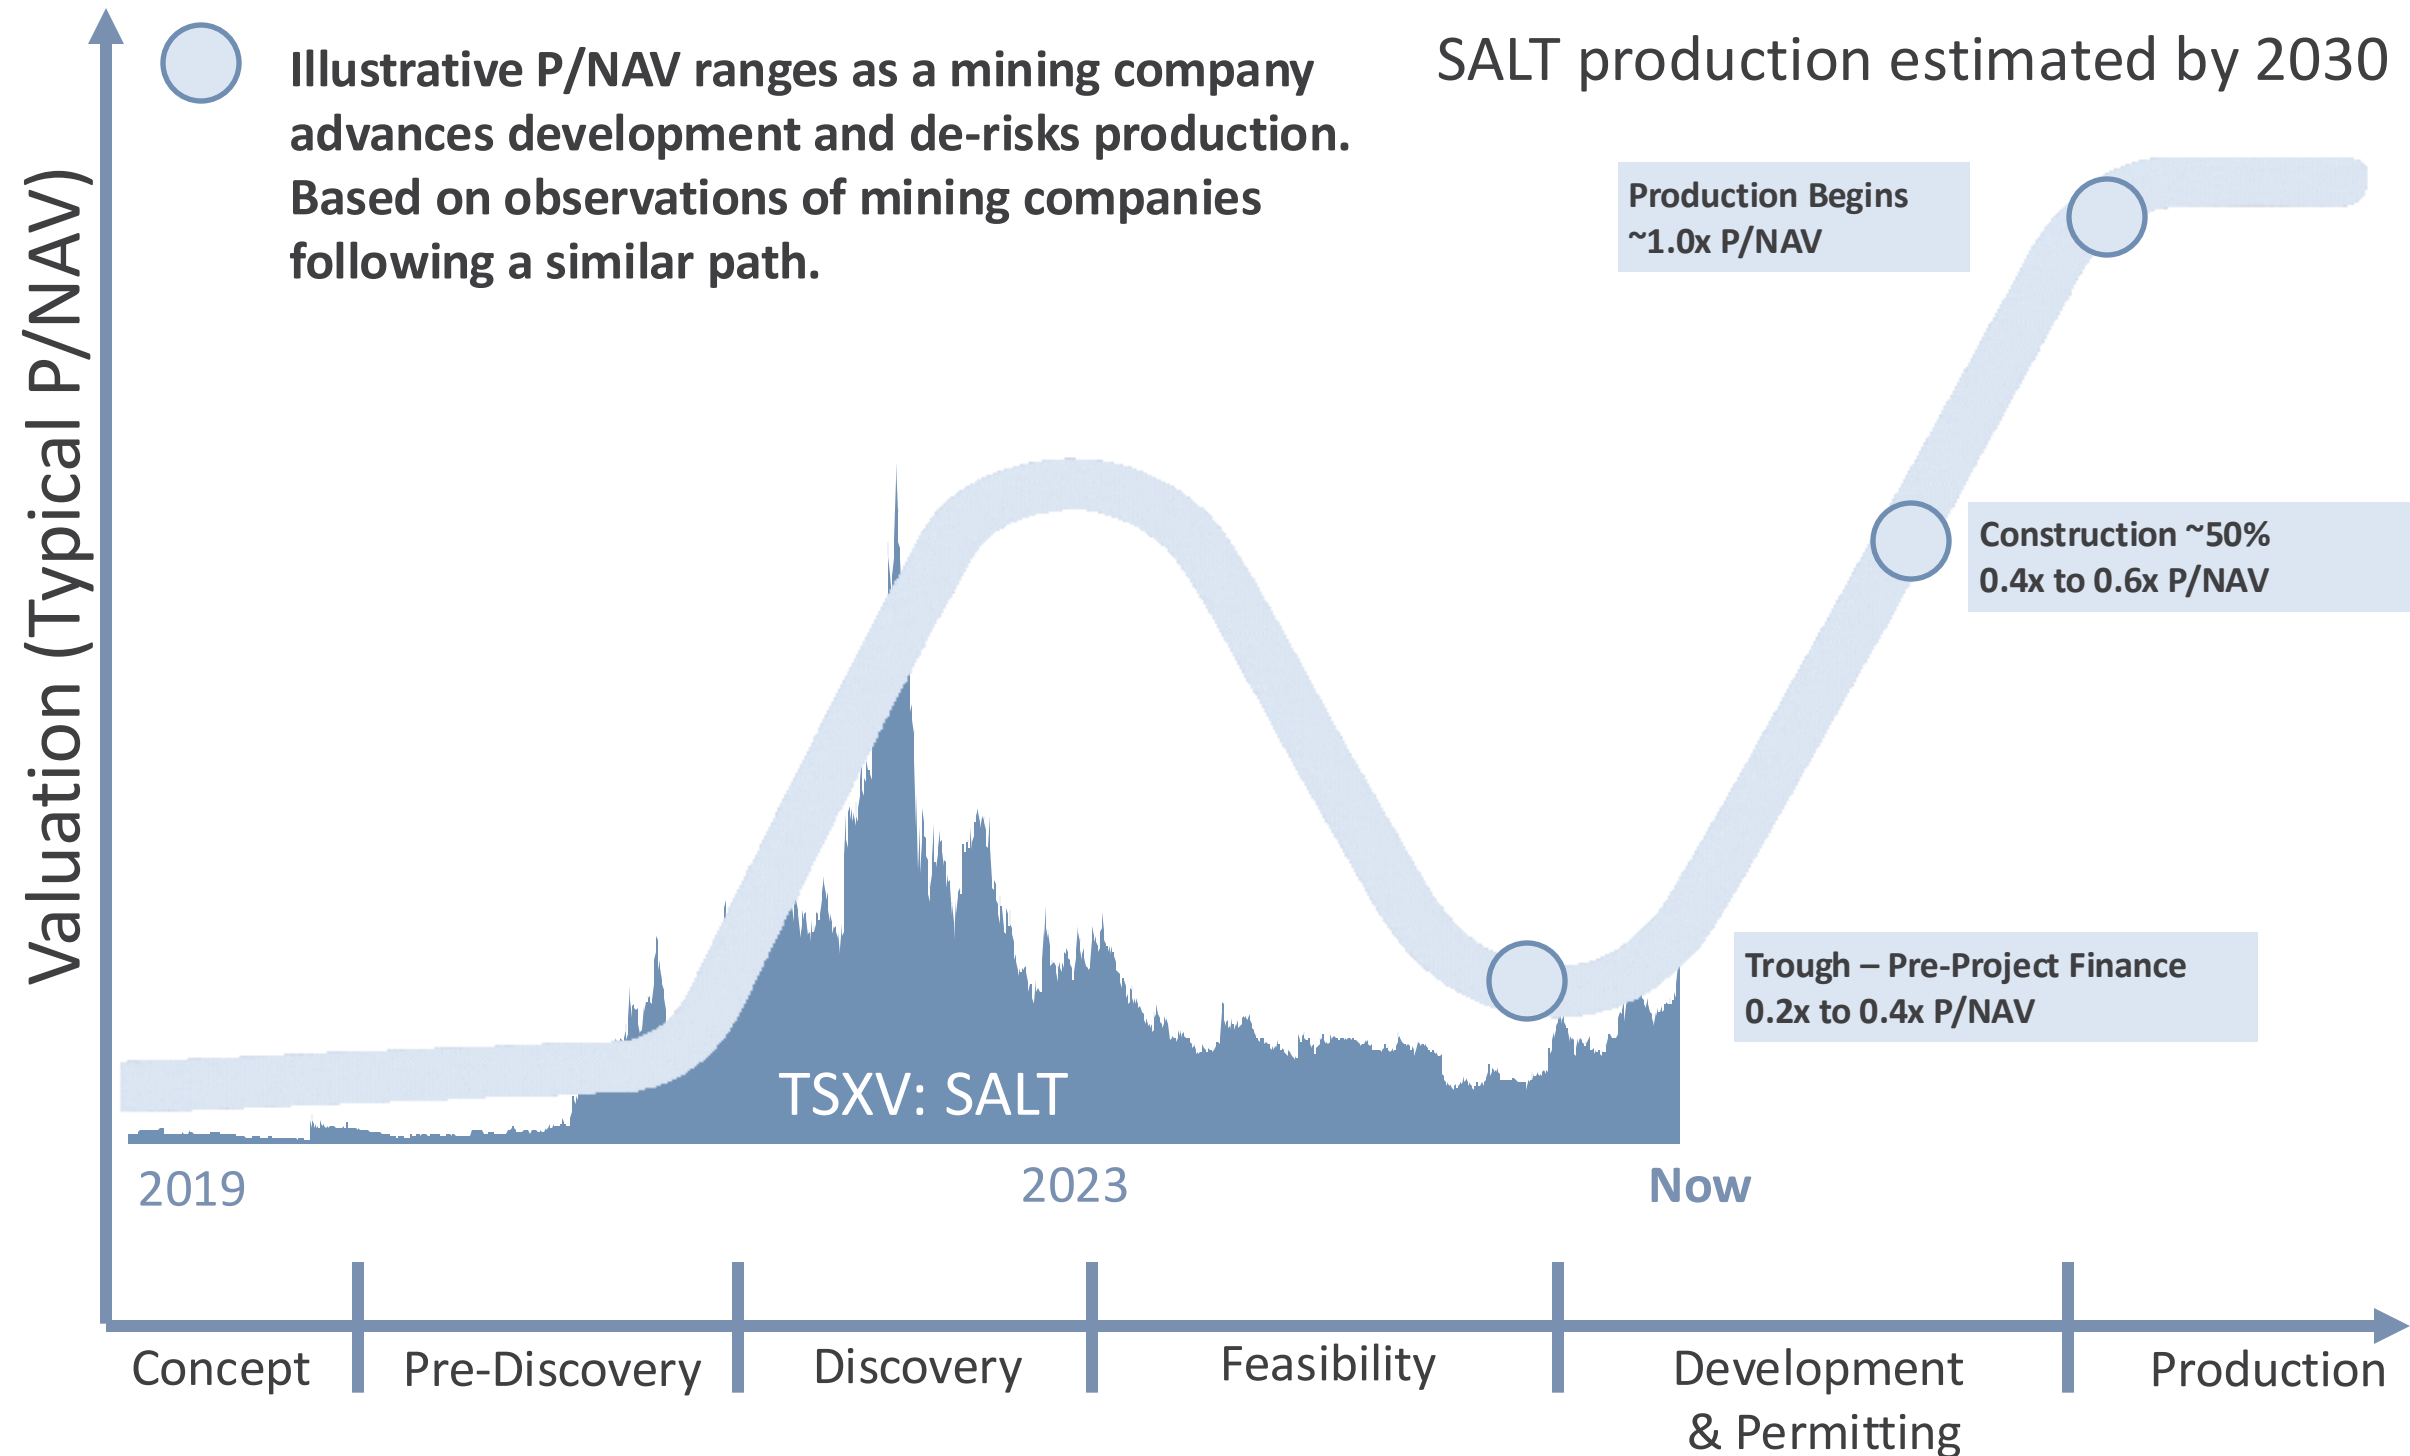 Illustrative P/NAV ranges as a mining company
advances development and de-risks production.
Based on observations of mining companies
following a similar path.
SALT production estimated by 2030
Valuation (Typical P/NAV)
Production Begins
~1.0x P/NAV
Construction ~50%
0.4x to 0.6x P/NAV
Trough – Pre-Project Finance
0.2x to 0.4x P/NAV
TSXV: SALT
2019
2023
Now
Concept
Pre-Discovery
Discovery
Feasibility
Development
& Permitting
Production